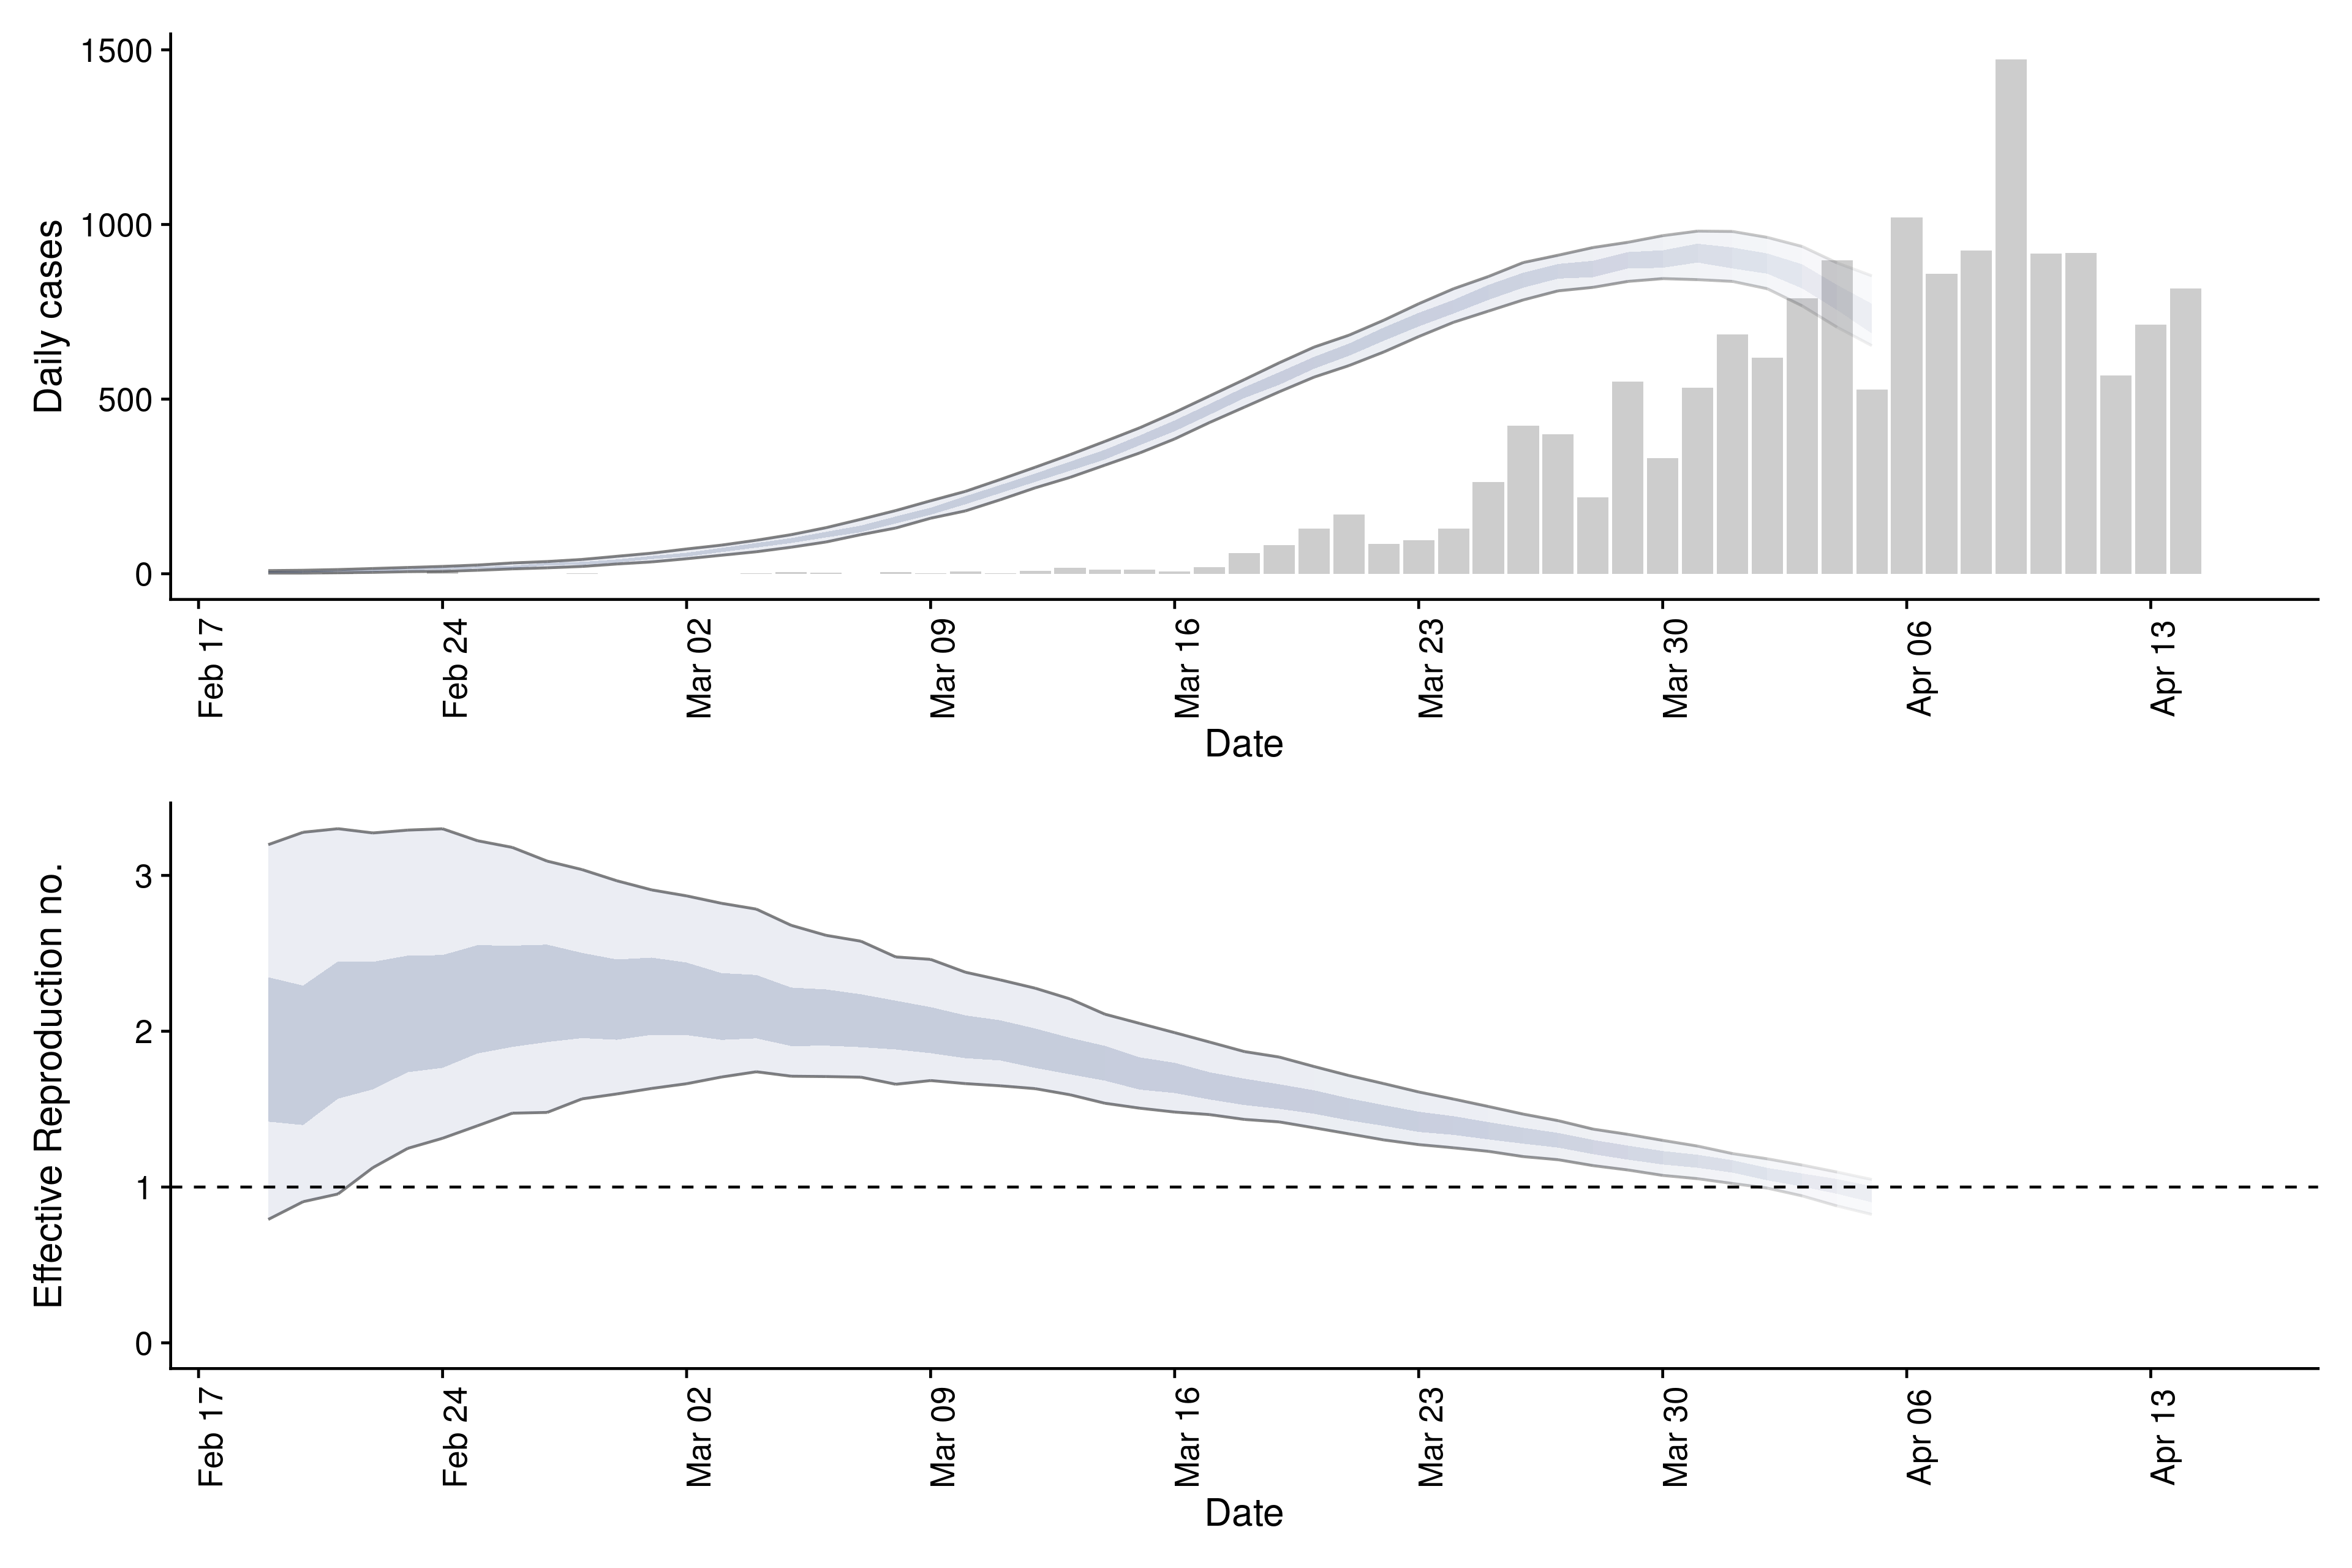 Daily cases
1500
1000
500
0
Feb 17
Feb 24
Mar 02
Mar 09
Mar 16
Mar 23
Mar 30
Apr 06
Apr 13
Date
Effective Reproduction no.
3
2
1
0
Feb 17
Feb 24
Mar 02
Mar 09
Mar 16
Mar 23
Mar 30
Apr 06
Apr 13
Date